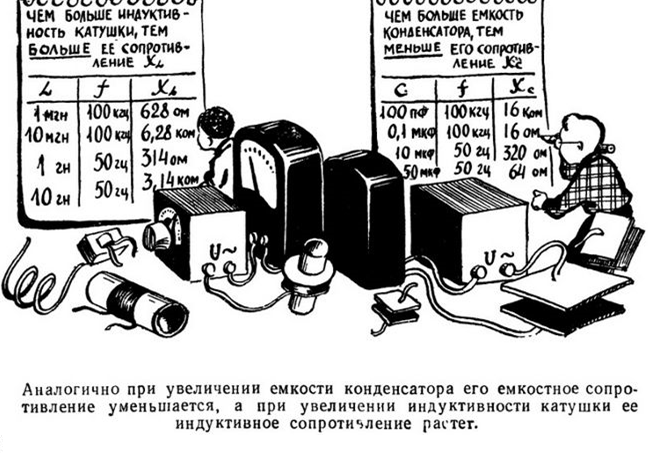 ЧЕМ БОЛЬШЕ ИНДУКТИВ-
НОСТЬ КАТУШКИ, ТЕМ
БОЛЬШЕ ЕЕ СОПРОТИВ-
ЛЕНИЕ XL
L f XL
1 мгн 100 кгц 628 ом
10 мгн 100 кгц 6,28 ком
1 гн 50 гц 314 ом
10 гн 50 гц 3,14 ком
ЧЕМ БОЛЬШЕ ЕМКОСТЬ
КОНДЕНСАТОРА, ТЕМ
МЕНЬШЕ ЕГО СОПРОТИВ-
ЛЕНИЕ Xc
C f Xc
100 пф 100 кгц 16 ком
0,1 мкф 100 кгц 16 ом
10 мкф 50 гц 320 ом
50 мкф 50 гц 64 ом
U~
U~
Аналогично при увеличении емкости конденсатора его емкостное сопро-
тивление уменьшается, а при увеличении индуктивности катушки ее
индуктивное сопротивление растет.